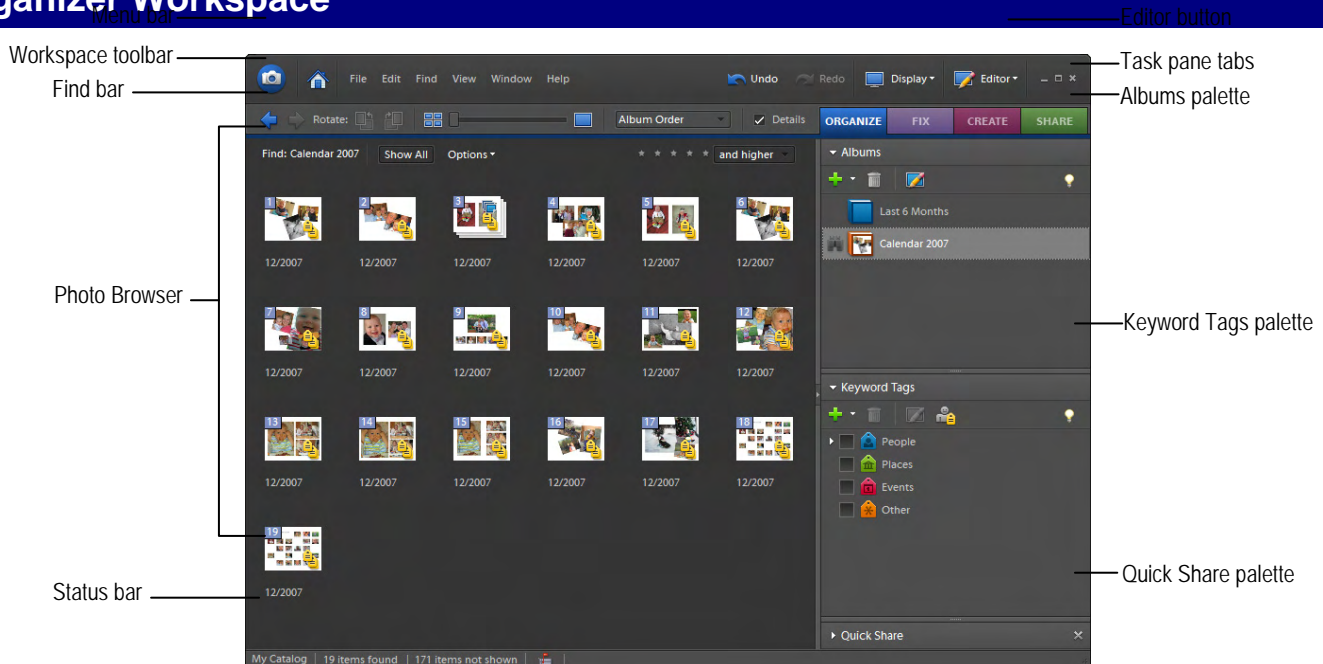 ganizer Workspace
Menu bar
Editor button
Workspace toolbar
Task pane tabs
Find bar
Albums palette
File Edit Find View Window Help Undo Redo Display Editor
Rotate: Album Order Details ORGANIZE FIX CREATE SHARE
Find: Calendar 2007 Show All Options and higher
Albums
Last 6 Months
Calendar 2007
1 2 3 4 5 6
12/2007 12/2007 12/2007 12/2007 12/2007 12/2007
Photo Browser
Keyword Tags palette
7 8 9 10 11 12
12/2007 12/2007 12/2007 12/2007 12/2007 12/2007
Keyword Tags
People
Places
Events
Other
13 14 15 16 17 18
12/2007 12/2007 12/2007 12/2007 12/2007 12/2007
19
12/2007
Status bar
Quick Share palette
Quick Share
My Catalog 19 items found 171 items not shown